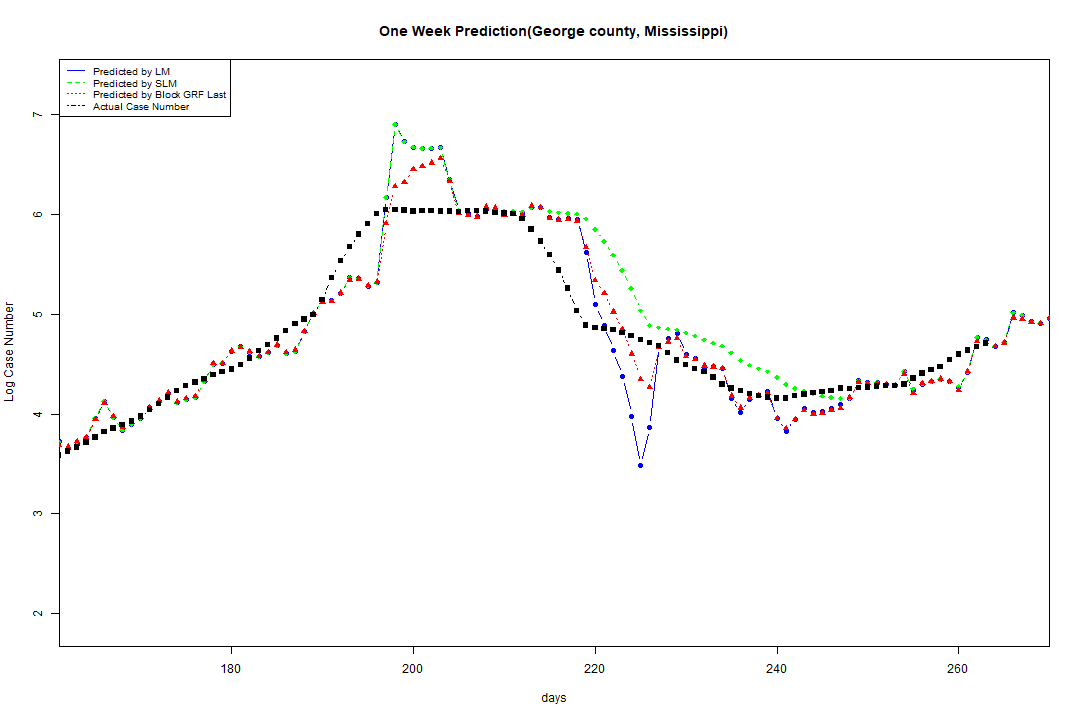 One Week Prediction(George county, Mississippi)
Predicted by LM
Predicted by SLM
Predicted by Block GRF Last
Actual Case Number
7
6
5
4
3
2
Log Case Number
180 200 220 240 260
days